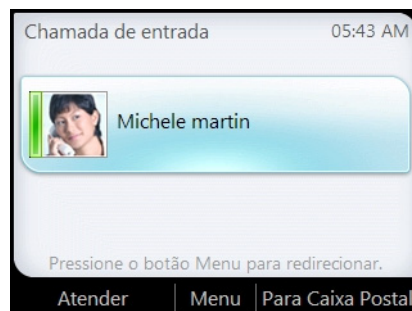 Chamada de entrada 05:43 AM
Michele martin
Pressione o botão Menu para redirecionar.
Atender Menu Para Caixa Postal